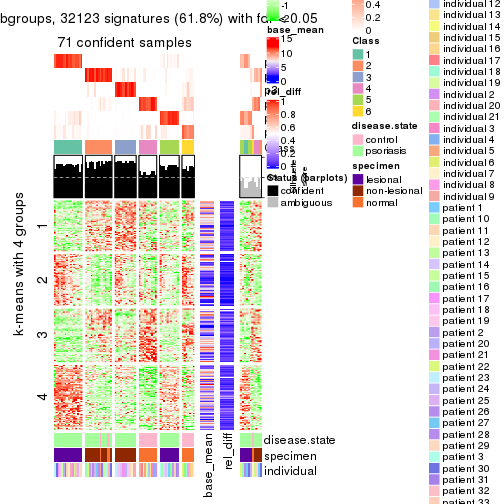 bgroups, 32123 signatures (61.8%) with fdr < 0.05
71 confident samples
k-means with 4 groups
1
2
3
4
base_mean
rel_diff
disease.state
specimen
individual
-1
-2
base_mean
15
10
5
0
rel_diff
1
0.8
0.6
0.4
0.2
0
Status (barplots)
confident
ambiguous
0.4
0.2
0
Class
1
2
3
4
5
6
disease.state
control
psoriasis
specimen
lesional
non-lesional
normal
individual 12
individual 13
individual 14
individual 15
individual 16
individual 17
individual 18
individual 19
individual 2
individual 20
individual 21
individual 3
individual 4
individual 5
individual 6
individual 7
individual 8
individual 9
patient 1
patient 10
patient 11
patient 12
patient 13
patient 14
patient 15
patient 16
patient 17
patient 18
patient 19
patient 2
patient 20
patient 21
patient 22
patient 23
patient 24
patient 25
patient 26
patient 27
patient 28
patient 29
patient 3
patient 30
patient 31
patient 32
patient 33